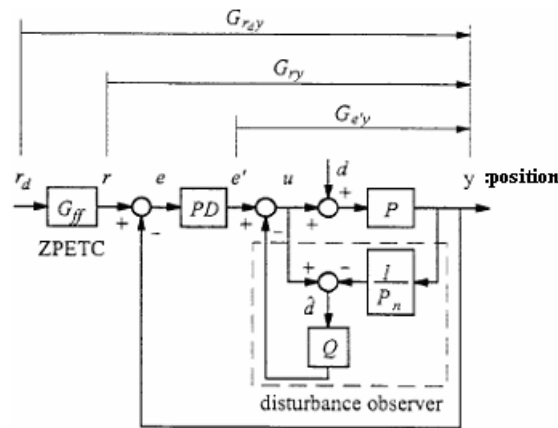 G_{r_d y}
G_{ry}
G_{e'y}
r_d
r
e
e'
u
d
y :position
G_{ff}
PD
P
+
-
+
-
+
+
ZPETC
+
-
1
P_n
d̂
Q
disturbance observer